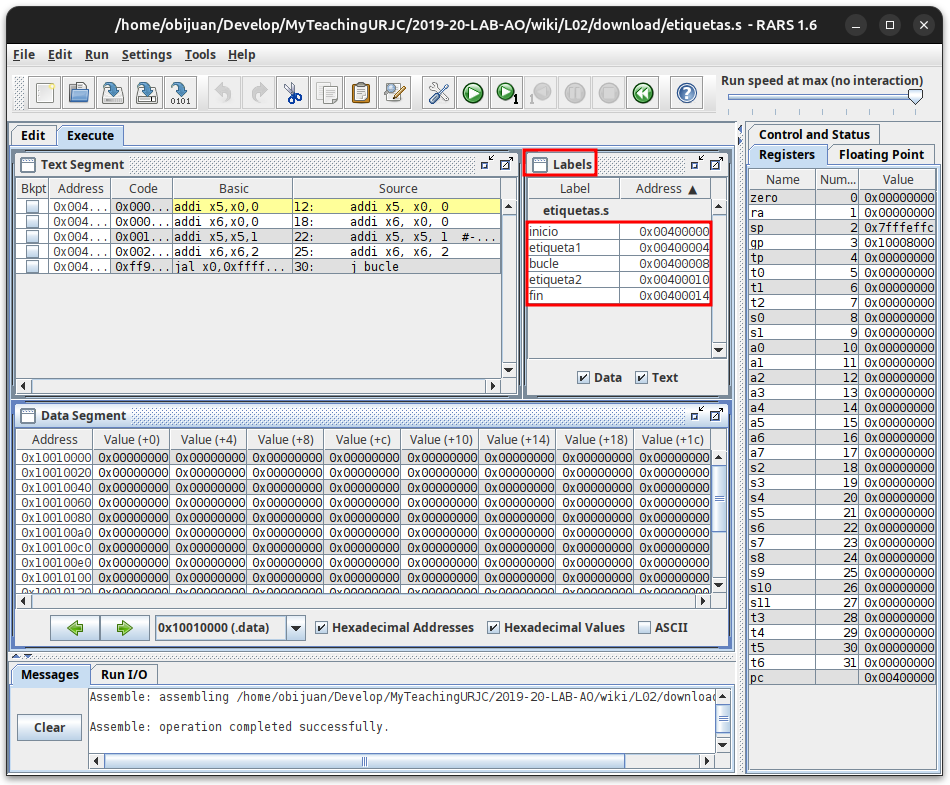 /home/obijuan/Develop/MyTeachingURJC/2019-20-LAB-AO/wiki/L02/download/etiquetas.s - RARS 1.6
File Edit Run Settings Tools Help
Run speed at max (no interaction)
Edit Execute
Text Segment
Bkpt Address Code Basic Source
0x004... 0x000... addi x5,x0,0 12: addi x5, x0, 0
0x004... 0x000... addi x6,x0,0 18: addi x6, x0, 0
0x004... 0x001... addi x5,x5,1 22: addi x5, x5, 1 #-...
0x004... 0x002... addi x6,x6,2 25: addi x6, x6, 2
0x004... 0xff9... jal x0,0xffff... 30: j bucle
Labels
Label Address ▲
etiquetas.s
inicio 0x00400000
etiqueta1 0x00400004
bucle 0x00400008
etiqueta2 0x00400010
fin 0x00400014
Data Text
Data Segment
Address Value (+0) Value (+4) Value (+8) Value (+c) Value (+10) Value (+14) Value (+18) Value (+1c)
0x10010000 0x00000000 0x00000000 0x00000000 0x00000000 0x00000000 0x00000000 0x00000000 0x00000000
0x10010020 0x00000000 0x00000000 0x00000000 0x00000000 0x00000000 0x00000000 0x00000000 0x00000000
0x10010040 0x00000000 0x00000000 0x00000000 0x00000000 0x00000000 0x00000000 0x00000000 0x00000000
0x10010060 0x00000000 0x00000000 0x00000000 0x00000000 0x00000000 0x00000000 0x00000000 0x00000000
0x10010080 0x00000000 0x00000000 0x00000000 0x00000000 0x00000000 0x00000000 0x00000000 0x00000000
0x100100a0 0x00000000 0x00000000 0x00000000 0x00000000 0x00000000 0x00000000 0x00000000 0x00000000
0x100100c0 0x00000000 0x00000000 0x00000000 0x00000000 0x00000000 0x00000000 0x00000000 0x00000000
0x100100e0 0x00000000 0x00000000 0x00000000 0x00000000 0x00000000 0x00000000 0x00000000 0x00000000
0x10010100 0x00000000 0x00000000 0x00000000 0x00000000 0x00000000 0x00000000 0x00000000 0x00000000
0x10010120 0x00000000 0x00000000 0x00000000 0x00000000 0x00000000 0x00000000 0x00000000 0x00000000
0x10010000 (.data) Hexadecimal Addresses Hexadecimal Values ASCII
Messages Run I/O
Clear
Assemble: assembling /home/obijuan/Develop/MyTeachingURJC/2019-20-LAB-AO/wiki/L02/download
Assemble: operation completed successfully.
Control and Status
Registers Floating Point
Name Num... Value
zero 0 0x00000000
ra 1 0x00000000
sp 2 0x7fffeffc
gp 3 0x10008000
tp 4 0x00000000
t0 5 0x00000000
t1 6 0x00000000
t2 7 0x00000000
s0 8 0x00000000
s1 9 0x00000000
a0 10 0x00000000
a1 11 0x00000000
a2 12 0x00000000
a3 13 0x00000000
a4 14 0x00000000
a5 15 0x00000000
a6 16 0x00000000
a7 17 0x00000000
s2 18 0x00000000
s3 19 0x00000000
s4 20 0x00000000
s5 21 0x00000000
s6 22 0x00000000
s7 23 0x00000000
s8 24 0x00000000
s9 25 0x00000000
s10 26 0x00000000
s11 27 0x00000000
t3 28 0x00000000
t4 29 0x00000000
t5 30 0x00000000
t6 31 0x00000000
pc 0x00400000